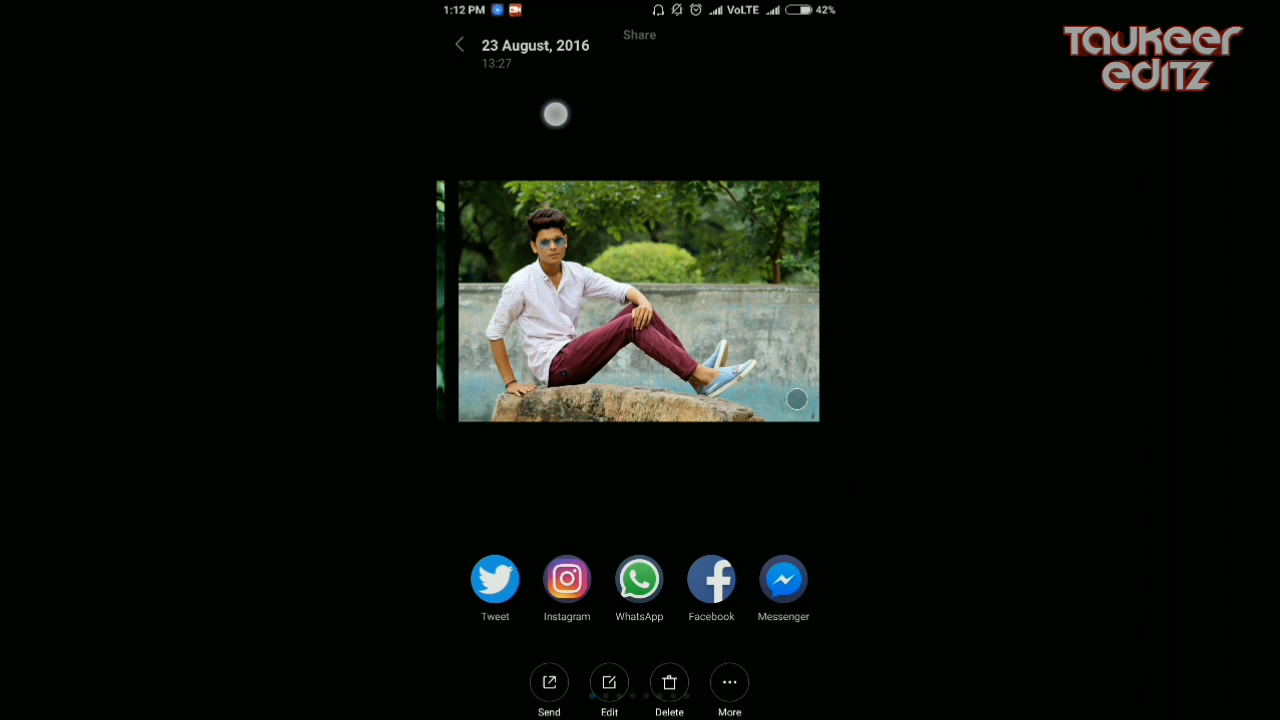 1:12 PM
VoLTE
42%
Share
23 August, 2016
13:27
TAUKEER
EDITZ
Tweet
Instagram
WhatsApp
Facebook
Messenger
Send
Edit
Delete
More